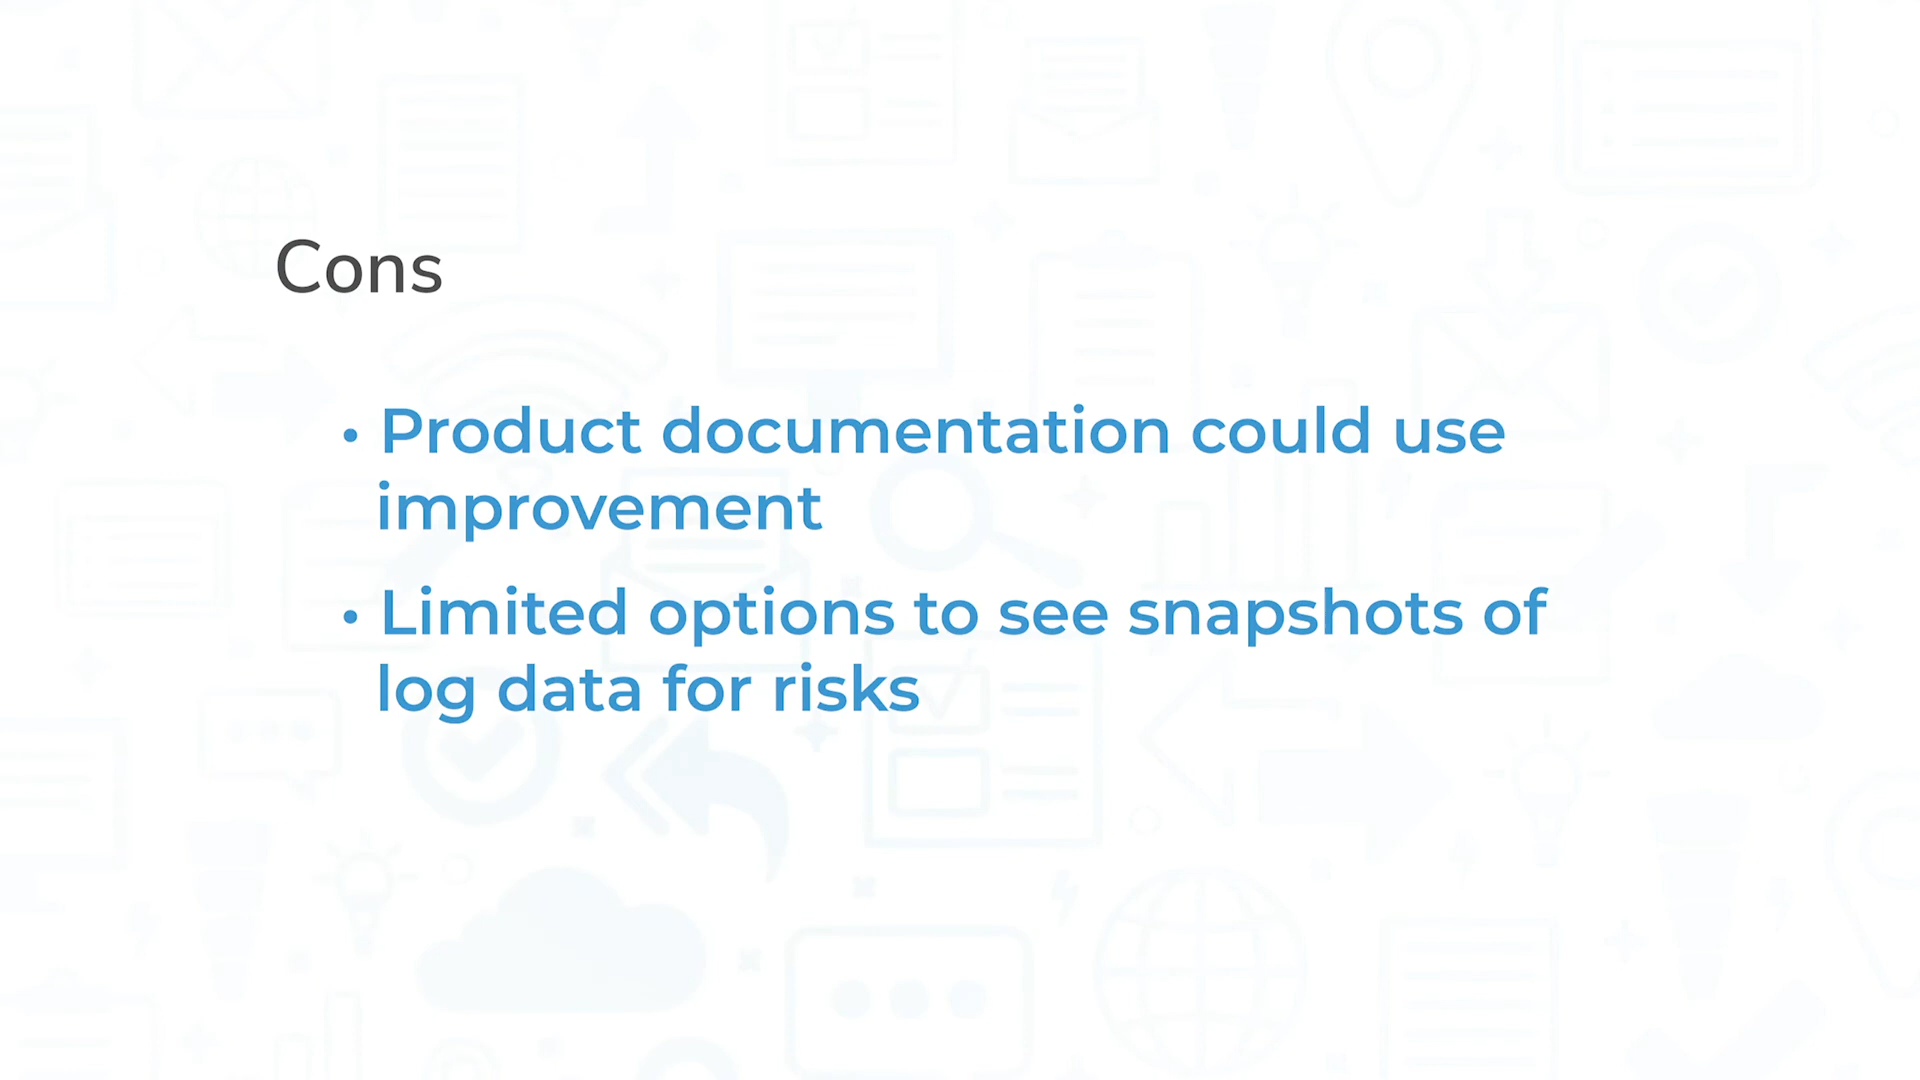 Cons
• Product documentation could use
improvement
• Limited options to see snapshots of
log data for risks